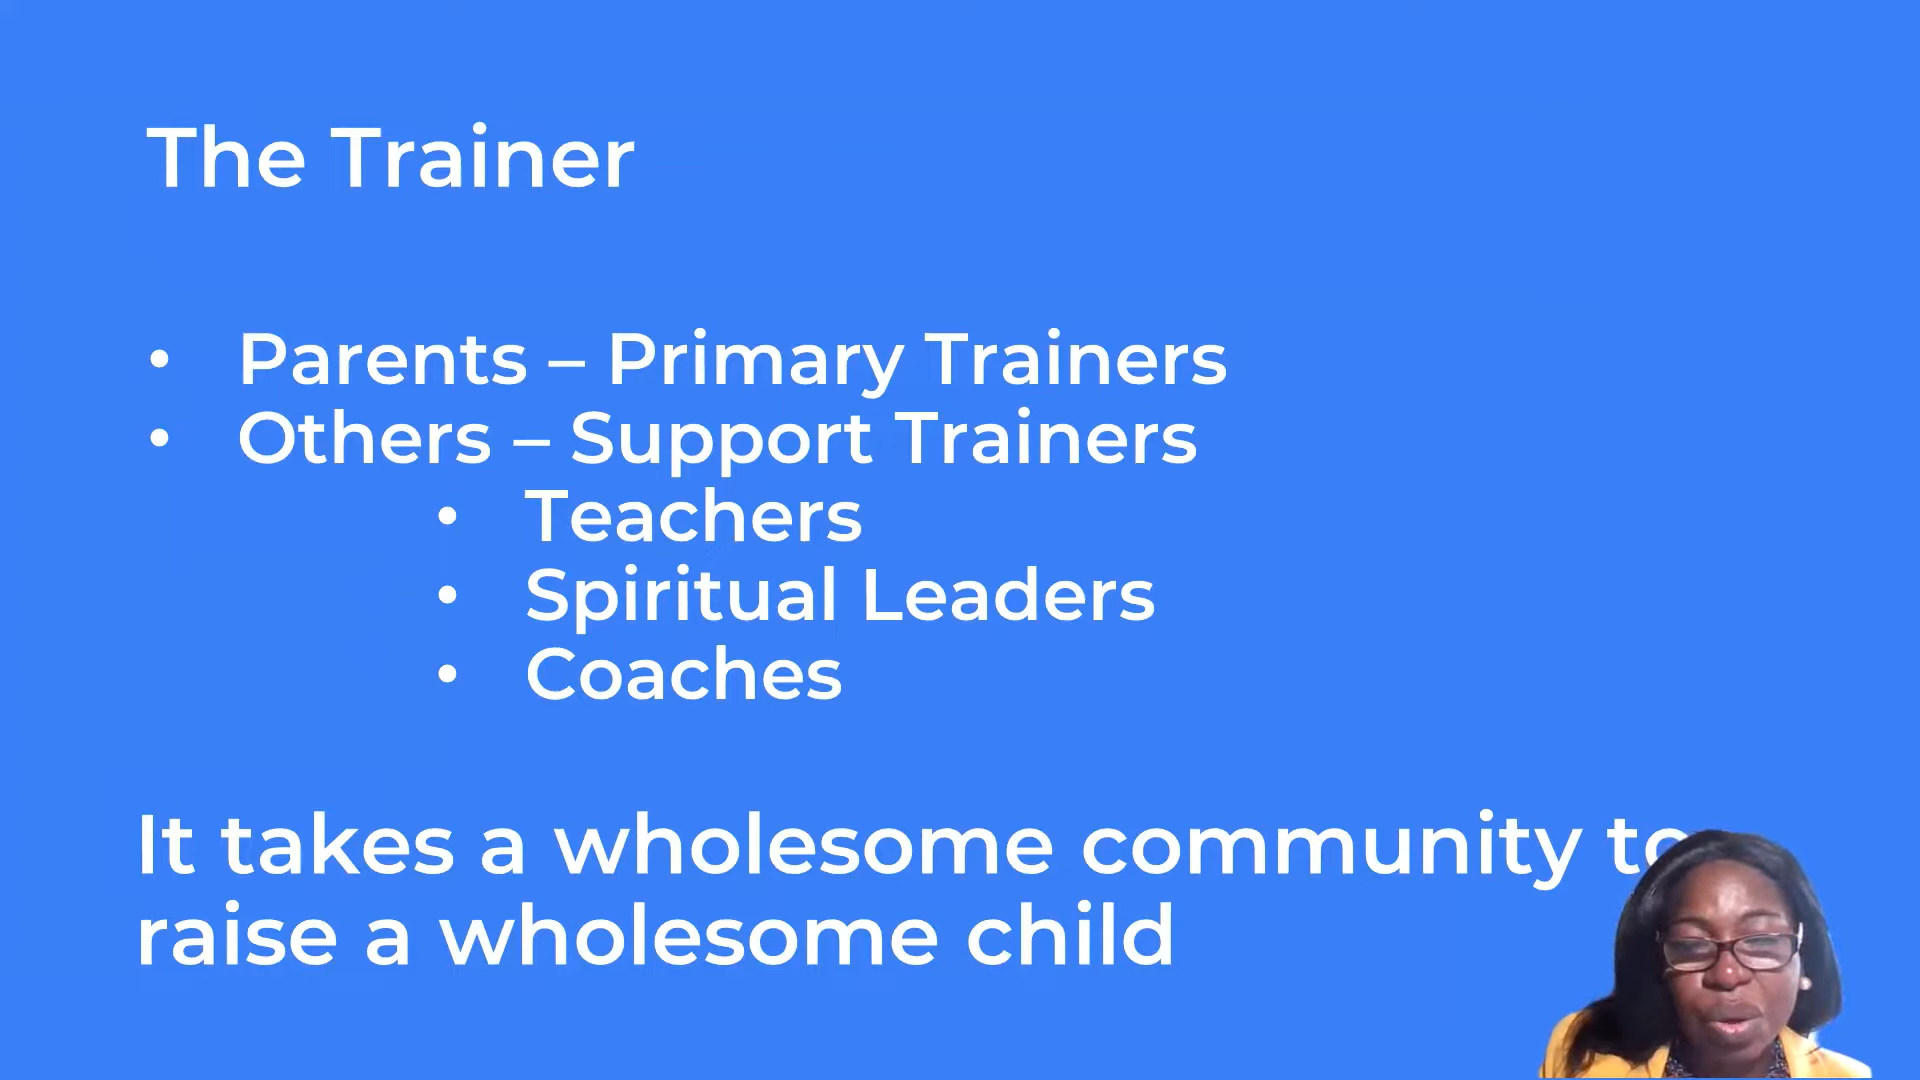 The Trainer
• Parents – Primary Trainers
• Others – Support Trainers
• Teachers
• Spiritual Leaders
• Coaches
It takes a wholesome community to
raise a wholesome child